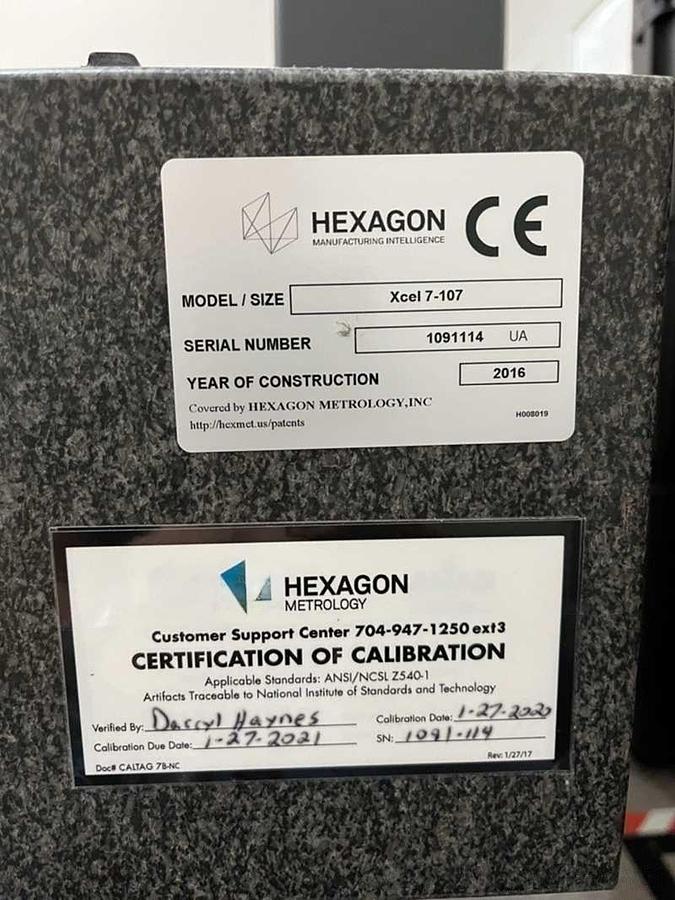 HEXAGON
MANUFACTURING INTELLIGENCE
CE
MODEL / SIZE Xcel 7-107
SERIAL NUMBER 1091114 UA
YEAR OF CONSTRUCTION 2016
Covered by HEXAGON METROLOGY,INC
http://hexmet.us/patents
H008019
HEXAGON
METROLOGY
Customer Support Center 704-947-1250 ext3
CERTIFICATION OF CALIBRATION
Applicable Standards: ANSI/NCSL Z540-1
Artifacts Traceable to National Institute of Standards and Technology
Verified By: Darryl Haynes Calibration Date: 1-27-2020
Calibration Due Date: 1-27-2021 SN: 1091-114
Doc# CALTAG 7B-NC Rev: 1/27/17